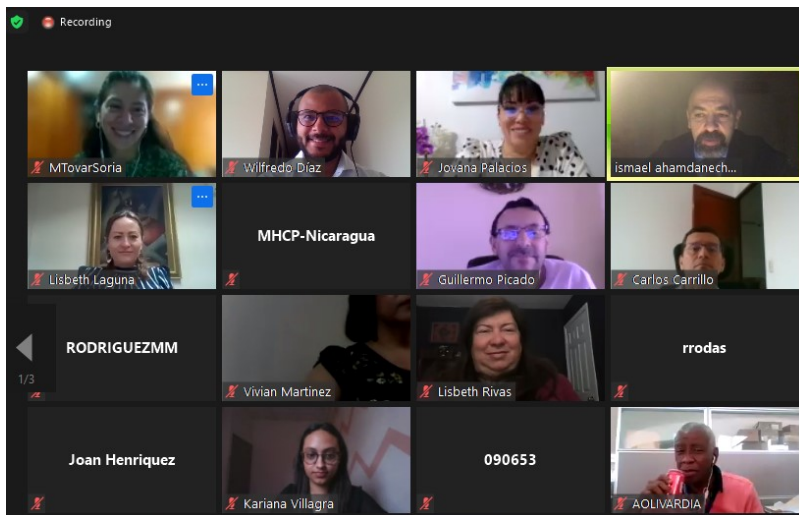 Recording
MTovarSoria
Wilfredo Díaz
Jovana Palacios
ismael ahamdanech...
Lisbeth Laguna
MHCP-Nicaragua
Guillermo Picado
Carlos Carrillo
1/3
RODRIGUEZMM
Vivian Martinez
Lisbeth Rivas
rrodas
Joan Henriquez
Kariana Villagra
090653
AOLIVARDIA